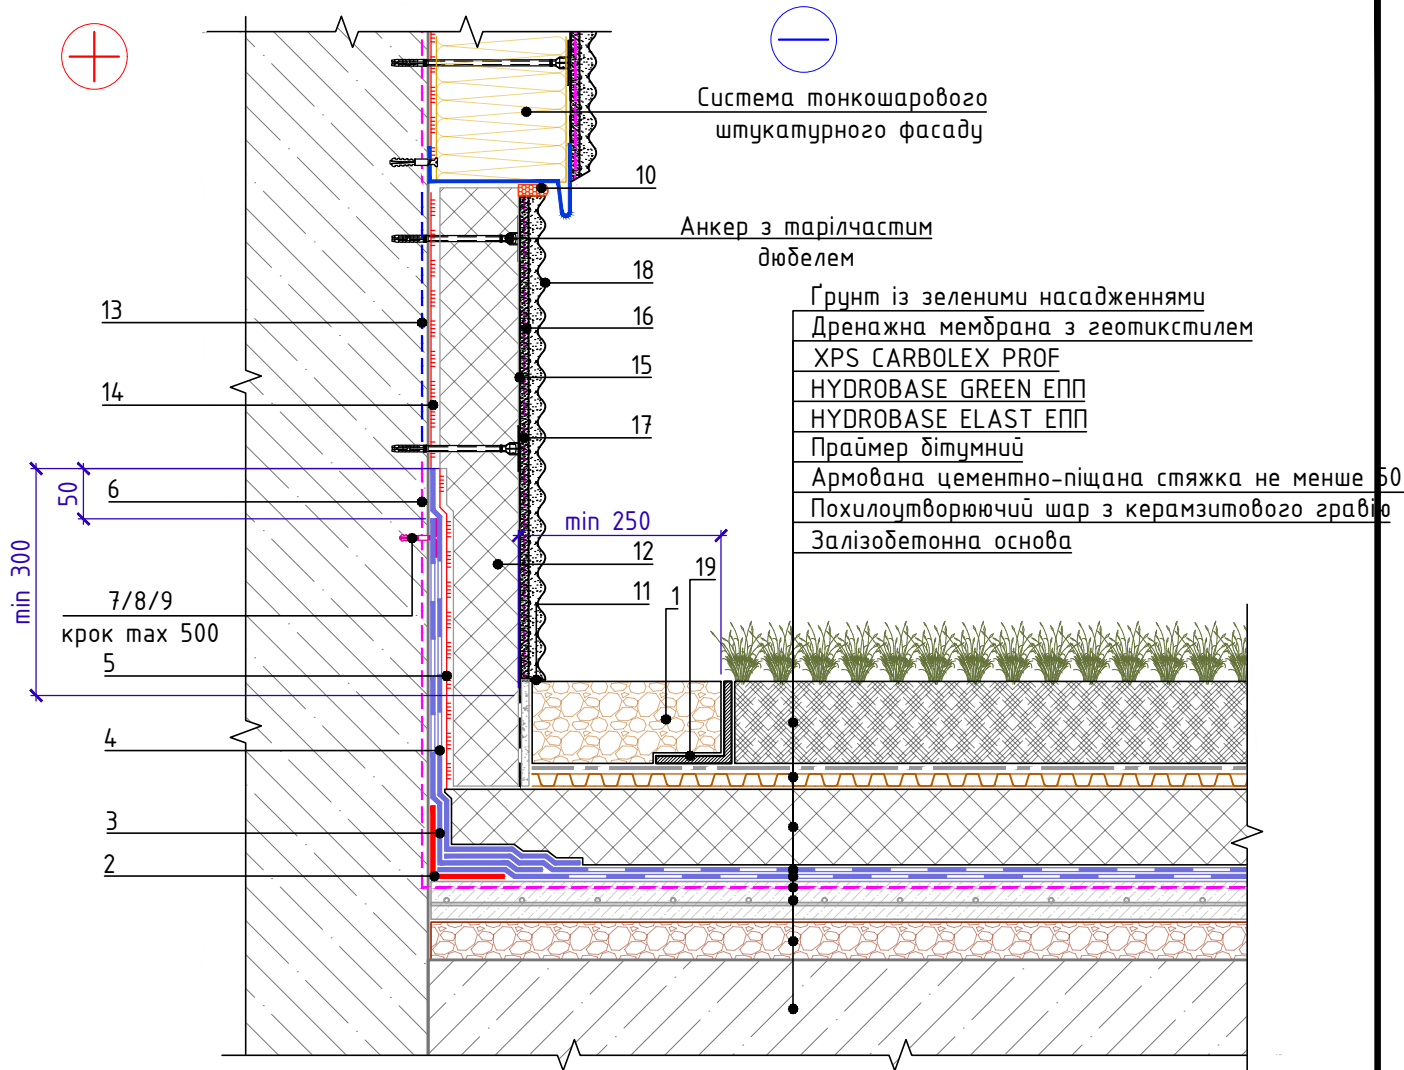 Система тонкошарового
штукатурного фасаду
10
Анкер з тарілчастим
дюбелем
18
Ґрунт із зеленими насадженнями
13
16
Дренажна мембрана з геотикстилем
15
XPS CARBOLEX PROF
14
HYDROBASE GREEN ЕПП
17
HYDROBASE ELAST ЕПП
Праймер бітумний
Армована цементно-піщана стяжка не менше 50
6
50
Похилоутворюючий шар з керамзитового гравію
min 250
Залізобетонна основа
12
min 300
19
11
1
7/8/9
крок max 500
5
4
3
2